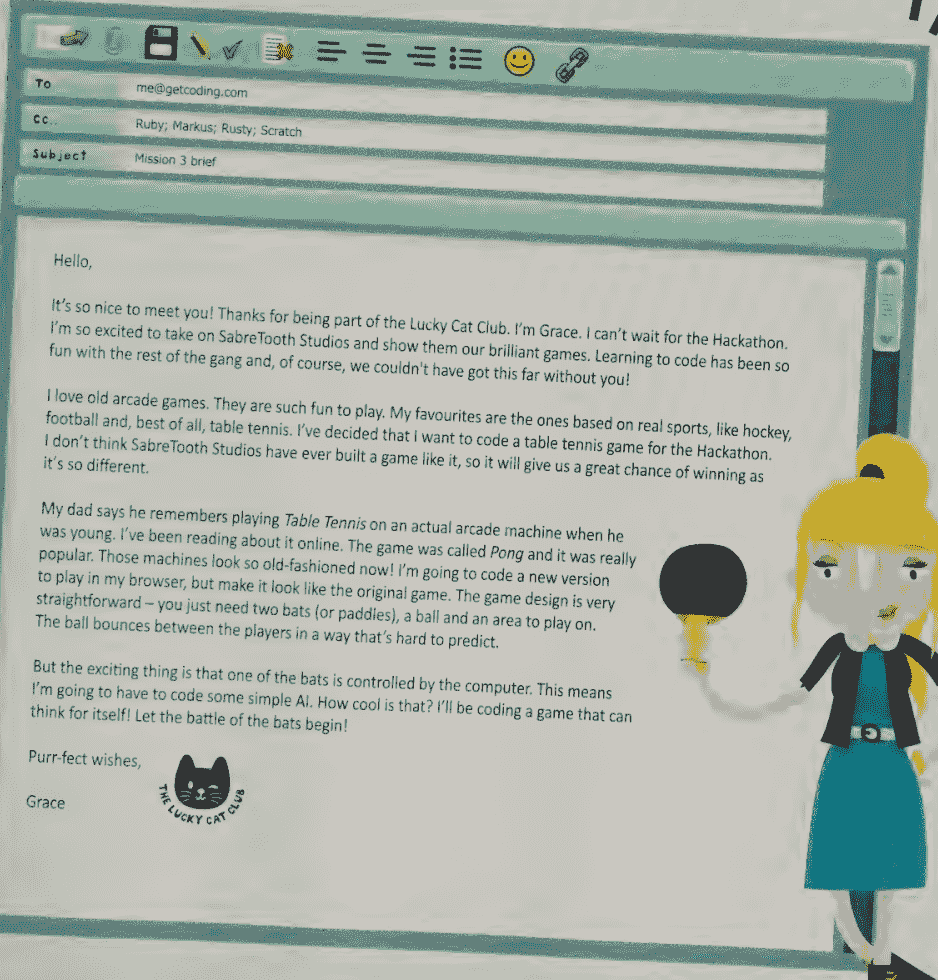 To me@getcoding.com
CC.. Ruby; Markus; Rusty; Scratch
Subject Mission 3 brief
Hello,
It's so nice to meet you! Thanks for being part of the Lucky Cat Club. I'm Grace. I can't wait for the Hackathon.
I'm so excited to take on SabreTooth Studios and show them our brilliant games. Learning to code has been so
fun with the rest of the gang and, of course, we couldn't have got this far without you!
I love old arcade games. They are such fun to play. My favourites are the ones based on real sports, like hockey,
football and, best of all, table tennis. I've decided that I want to code a table tennis game for the Hackathon.
I don't think SabreTooth Studios have ever built a game like it, so it will give us a great chance of winning as
it's so different.
My dad says he remembers playing Table Tennis on an actual arcade machine when he
was young. I've been reading about it online. The game was called Pong and it was really
popular. Those machines look so old-fashioned now! I'm going to code a new version
to play in my browser, but make it look like the original game. The game design is very
straightforward – you just need two bats (or paddles), a ball and an area to play on.
The ball bounces between the players in a way that's hard to predict.
But the exciting thing is that one of the bats is controlled by the computer. This means
I'm going to have to code some simple AI. How cool is that? I'll be coding a game that can
think for itself! Let the battle of the bats begin!
Purr-fect wishes,
Grace
THE LUCKY CAT CLUB